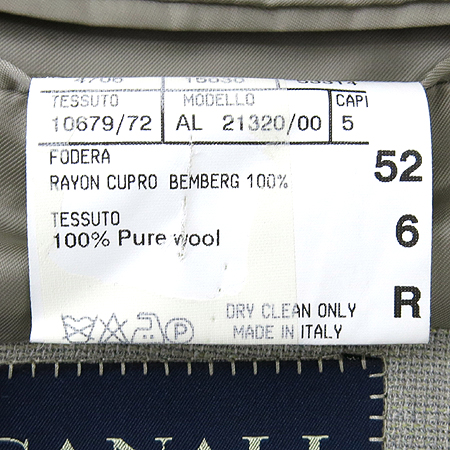 TESSUTO MODELLO CAPI
10679/72 AL 21320/00 5
FODERA
RAYON CUPRO BEMBERG 100%
52
TESSUTO
100% Pure wool
6
R
DRY CLEAN ONLY
MADE IN ITALY
P
CANALI